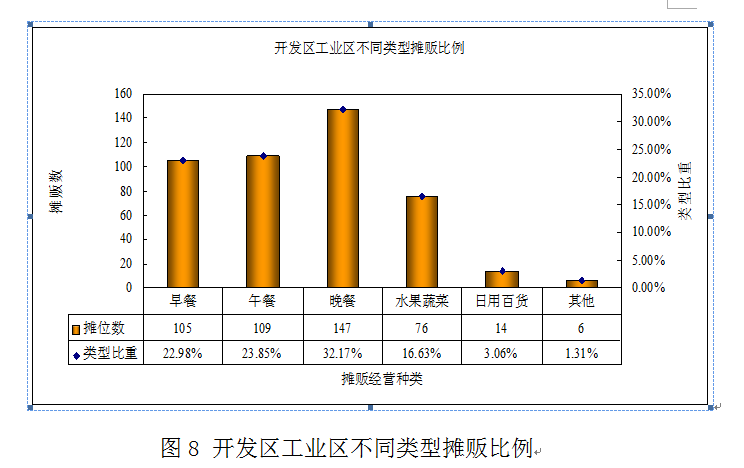 开发区工业区不同类型摊贩比例
160
140
120
100
80
60
40
20
0
摊贩数
35.00%
30.00%
25.00%
20.00%
15.00%
10.00%
5.00%
0.00%
类型比重
早餐 午餐 晚餐 水果蔬菜 日用百货 其他
摊位数 105 109 147 76 14 6
类型比重 22.98% 23.85% 32.17% 16.63% 3.06% 1.31%
摊贩经营种类
图 8 开发区工业区不同类型摊贩比例